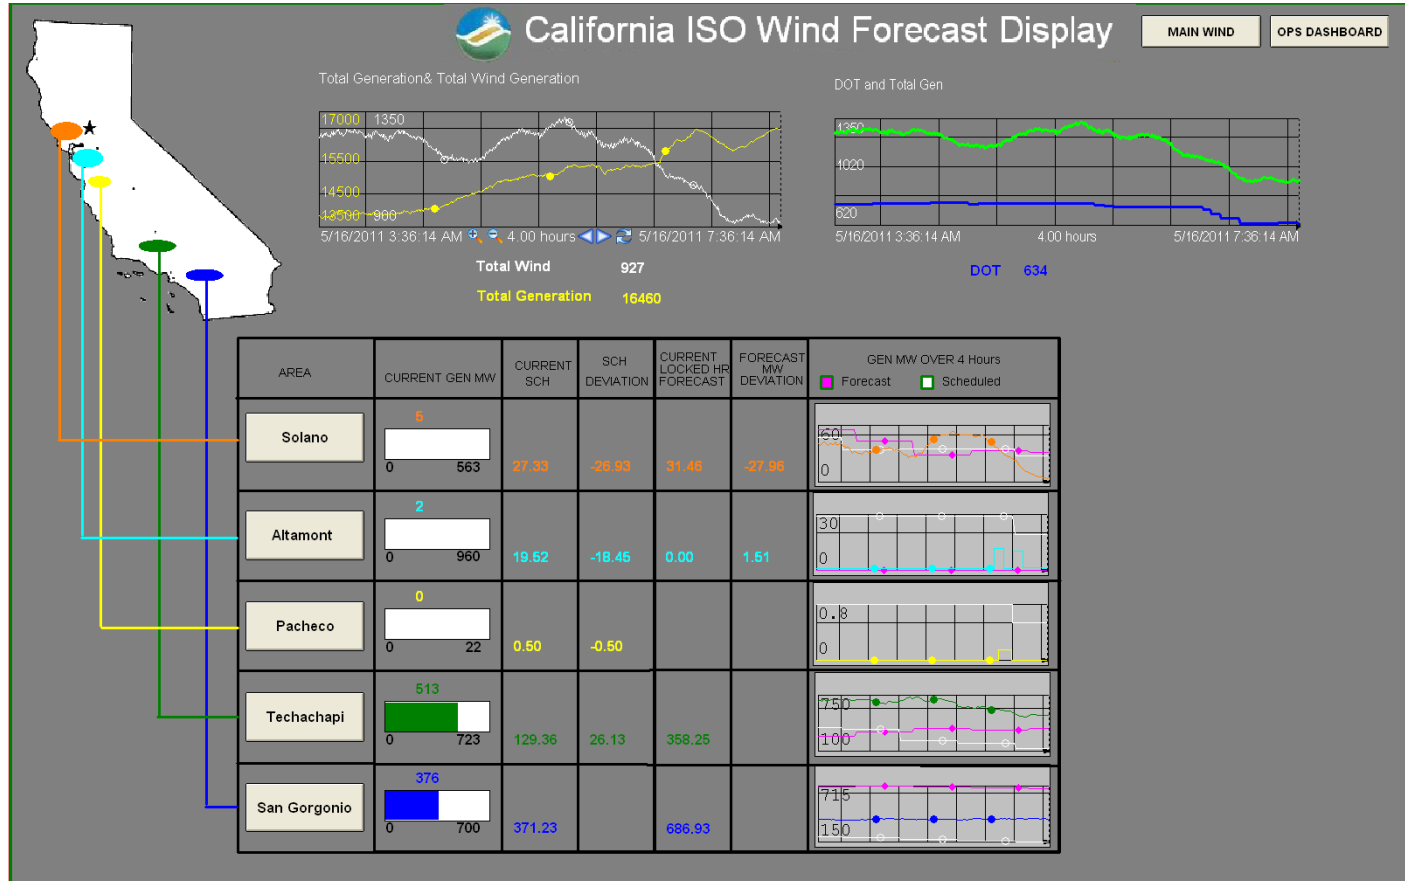 California ISO Wind Forecast Display
MAIN WIND
OPS DASHBOARD
Total Generation& Total Wind Generation
DOT and Total Gen
17000 1350
15500
14500
13500 900
5/16/2011 3:36:14 AM 4.00 hours 5/16/2011 7:36:14 AM
1350
1020
620
5/16/2011 3:36:14 AM 4.00 hours 5/16/2011 7:36:14 AM
Total Wind 927
Total Generation 16460
DOT 634
AREA
CURRENT GEN MW
CURRENT
SCH
SCH
DEVIATION
CURRENT
LOCKED HR
FORECAST
FORECAST
MW
DEVIATION
GEN MW OVER 4 Hours
Forecast Scheduled
Solano
5
0 563
27.33
-26.93
31.46
-27.96
60
0
Altamont
2
0 960
19.52
-18.45
0.00
1.51
30
0
Pacheco
0
0 22
0.50
-0.50
0.8
0
Techachapi
513
0 723
129.36
26.13
358.25
750
100
San Gorgonio
376
0 700
371.23
686.93
715
150